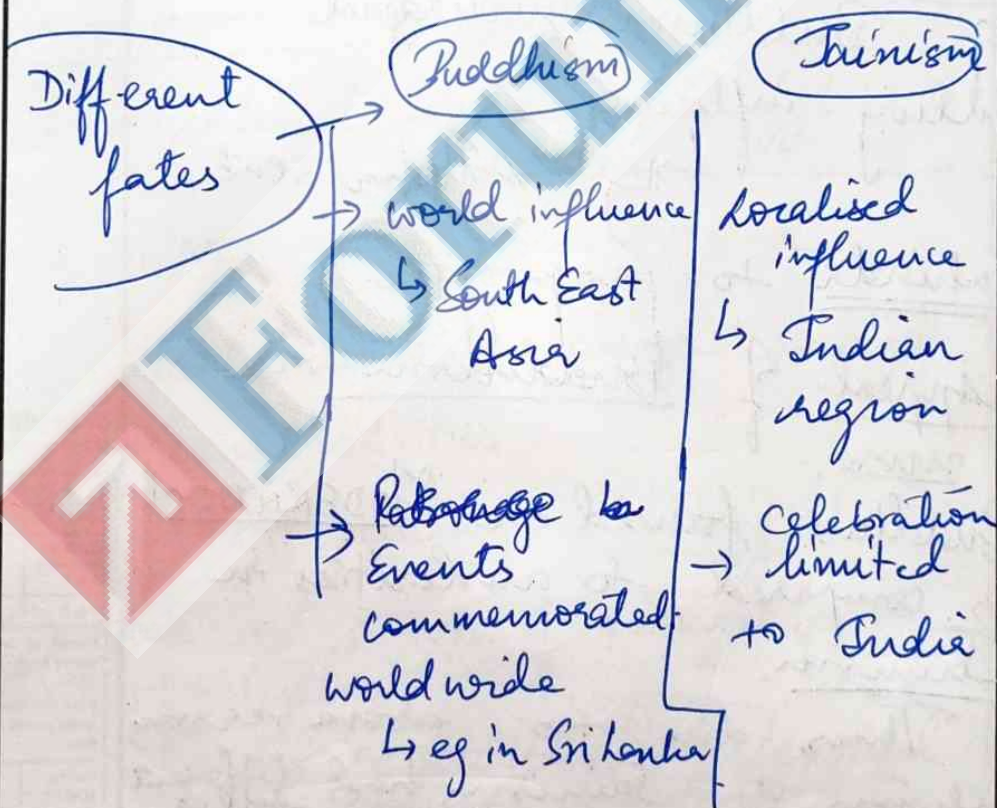 Different
fates
Buddhism
→ world influence
↳ South East
Asia
→ Events
commemorated
world wide
↳ eg in Sri Lanka
Jainism
Localised
influence
↳ Indian
region
celebration
→ limited
to India
Forum